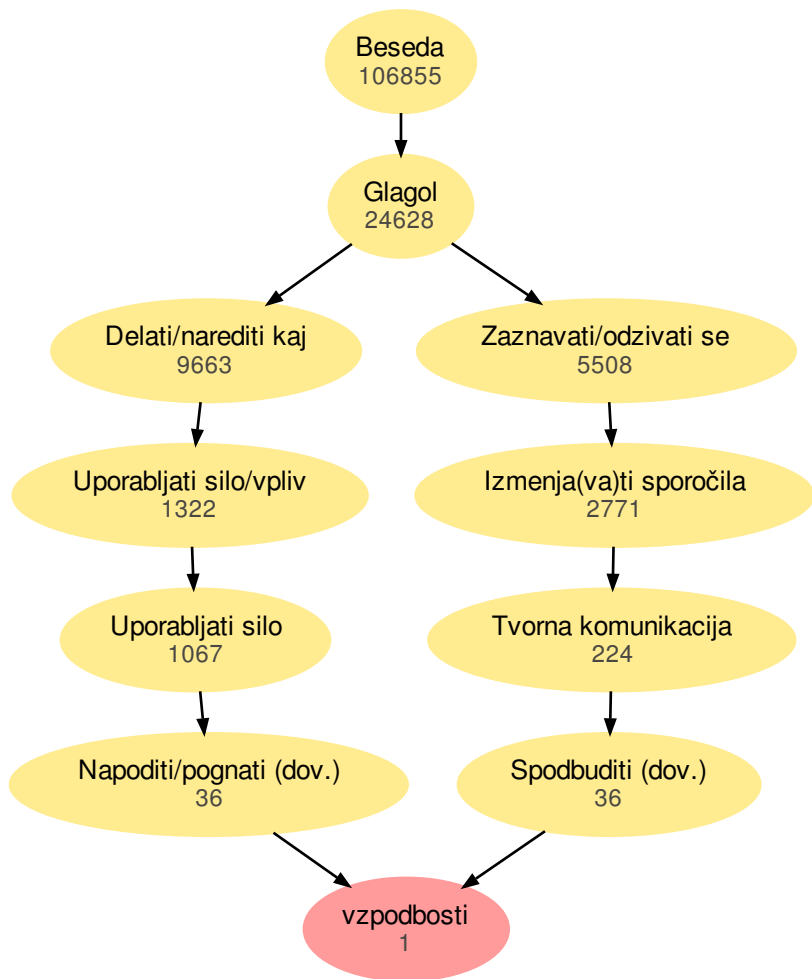 Beseda
106855
Glagol
24628
Delati/narediti kaj
9663
Zaznavati/odzivati se
5508
Uporabljati silo/vpliv
1322
Izmenja(va)ti sporočila
2771
Uporabljati silo
1067
Tvorna komunikacija
224
Napoditi/pognati (dov.)
36
Spodbuditi (dov.)
36
vzpodbosti
1